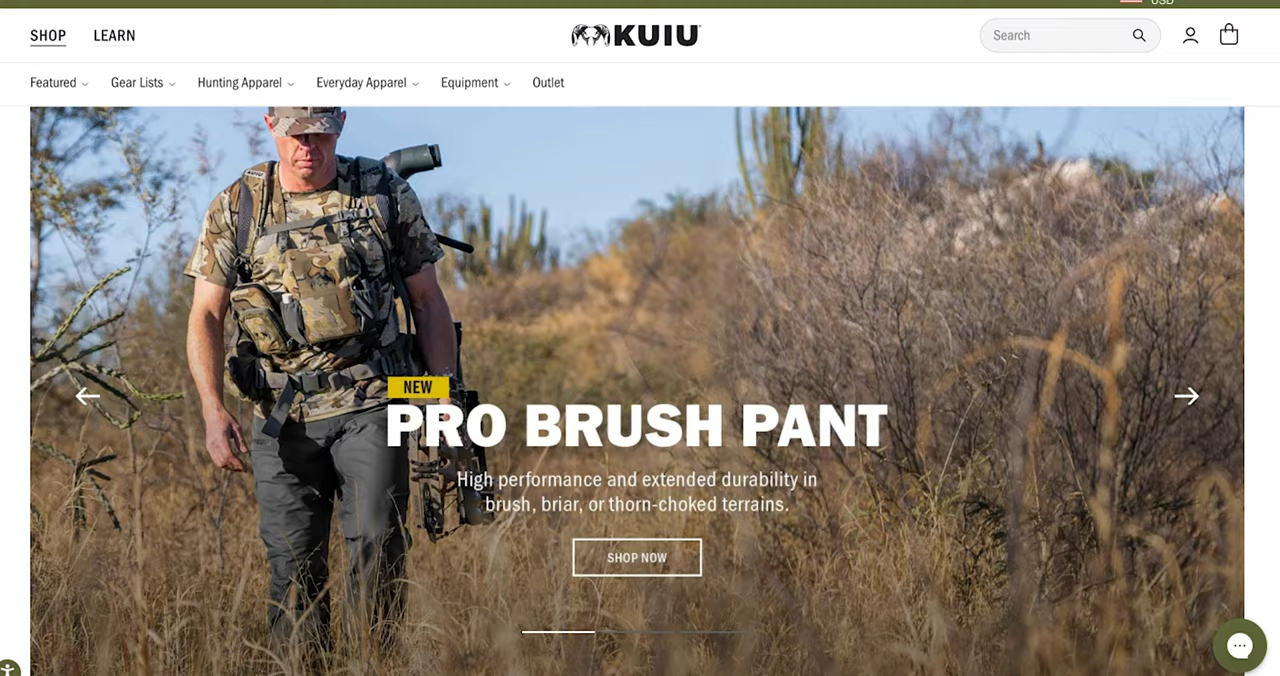 USD
SHOP LEARN
KUIU
Search
Featured Gear Lists Hunting Apparel Everyday Apparel Equipment Outlet
NEW
PRO BRUSH PANT
High performance and extended durability in
brush, briar, or thorn-choked terrains.
SHOP NOW